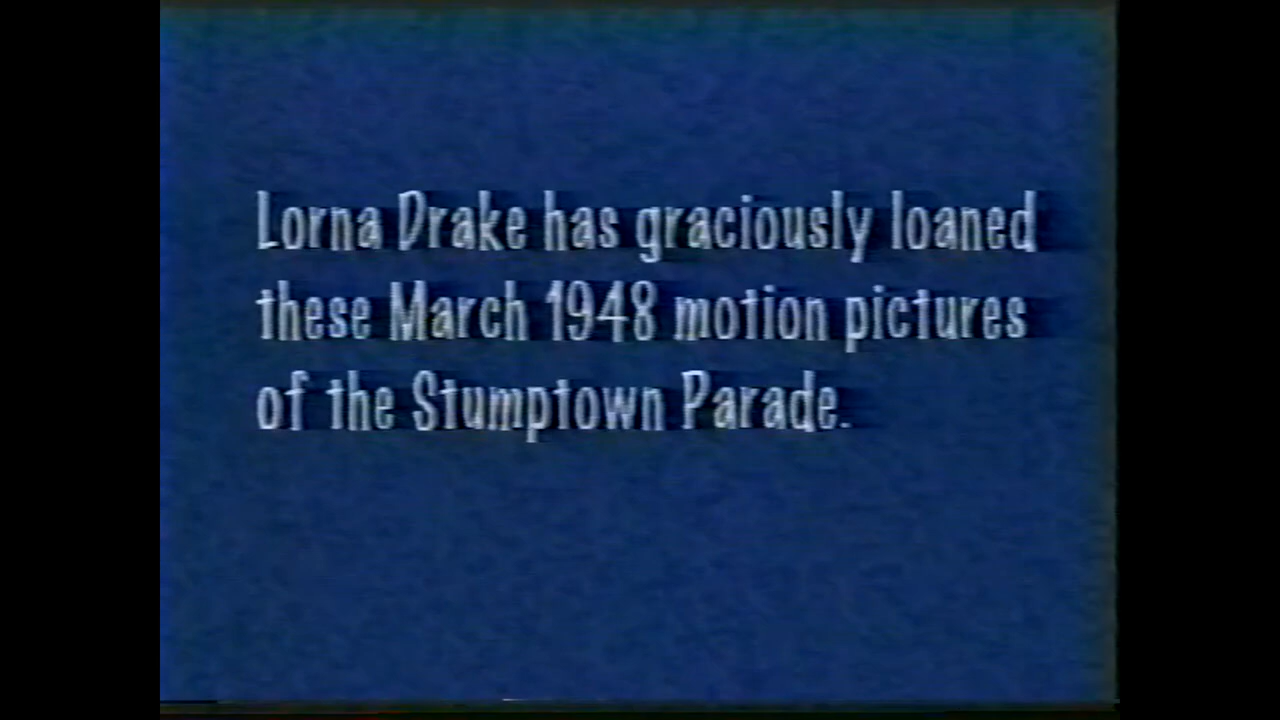 Lorna Drake has graciously loaned
these March 1948 motion pictures
of the Stumptown Parade.